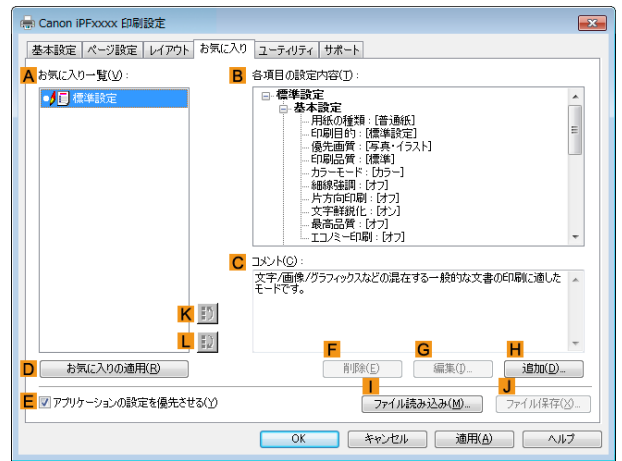 Canon iPFxxxx 印刷設定
基本設定 ページ設定 レイアウト お気に入り ユーティリティ サポート
A お気に入り一覧(V):
標準設定
B 各項目の設定内容(T):
標準設定
基本設定
用紙の種類:[普通紙]
印刷目的:[標準設定]
優先画質:[写真・イラスト]
印刷品質:[標準]
カラーモード:[カラー]
細線強調:[オフ]
片方向印刷:[オフ]
文字鮮鋭化:[オン]
最高品質:[オフ]
エコノミー印刷:[オフ]
C コメント(C):
文字/画像/グラフィックスなどの混在する一般的な文書の印刷に適した
モードです。
K
L
F G H
D お気に入りの適用(R) 削除(E) 編集(I)... 追加(D)...
I J
E アプリケーションの設定を優先させる(Y) ファイル読み込み(M)... ファイル保存(X)...
OK キャンセル 適用(A) ヘルプ